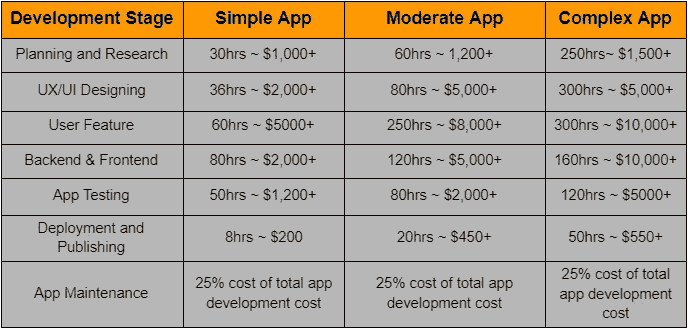 Development Stage Simple App Moderate App Complex App
Planning and Research 30hrs ~ $1,000+ 60hrs ~ 1,200+ 250hrs~ $1,500+
UX/UI Designing 36hrs ~ $2,000+ 80hrs ~ $5,000+ 300hrs ~ $5,000+
User Feature 60hrs ~ $5000+ 250hrs ~ $8,000+ 300hrs ~ $10,000+
Backend & Frontend 80hrs ~ $2,000+ 120hrs ~ $5,000+ 160hrs ~ $10,000+
App Testing 50hrs ~ $1,200+ 80hrs ~ $2,000+ 120hrs ~ $5000+
Deployment and
Publishing 8hrs ~ $200 20hrs ~ $450+ 50hrs ~ $550+
App Maintenance
25% cost of total app
development cost
25% cost of total app
development cost
25% cost of total
app development
cost